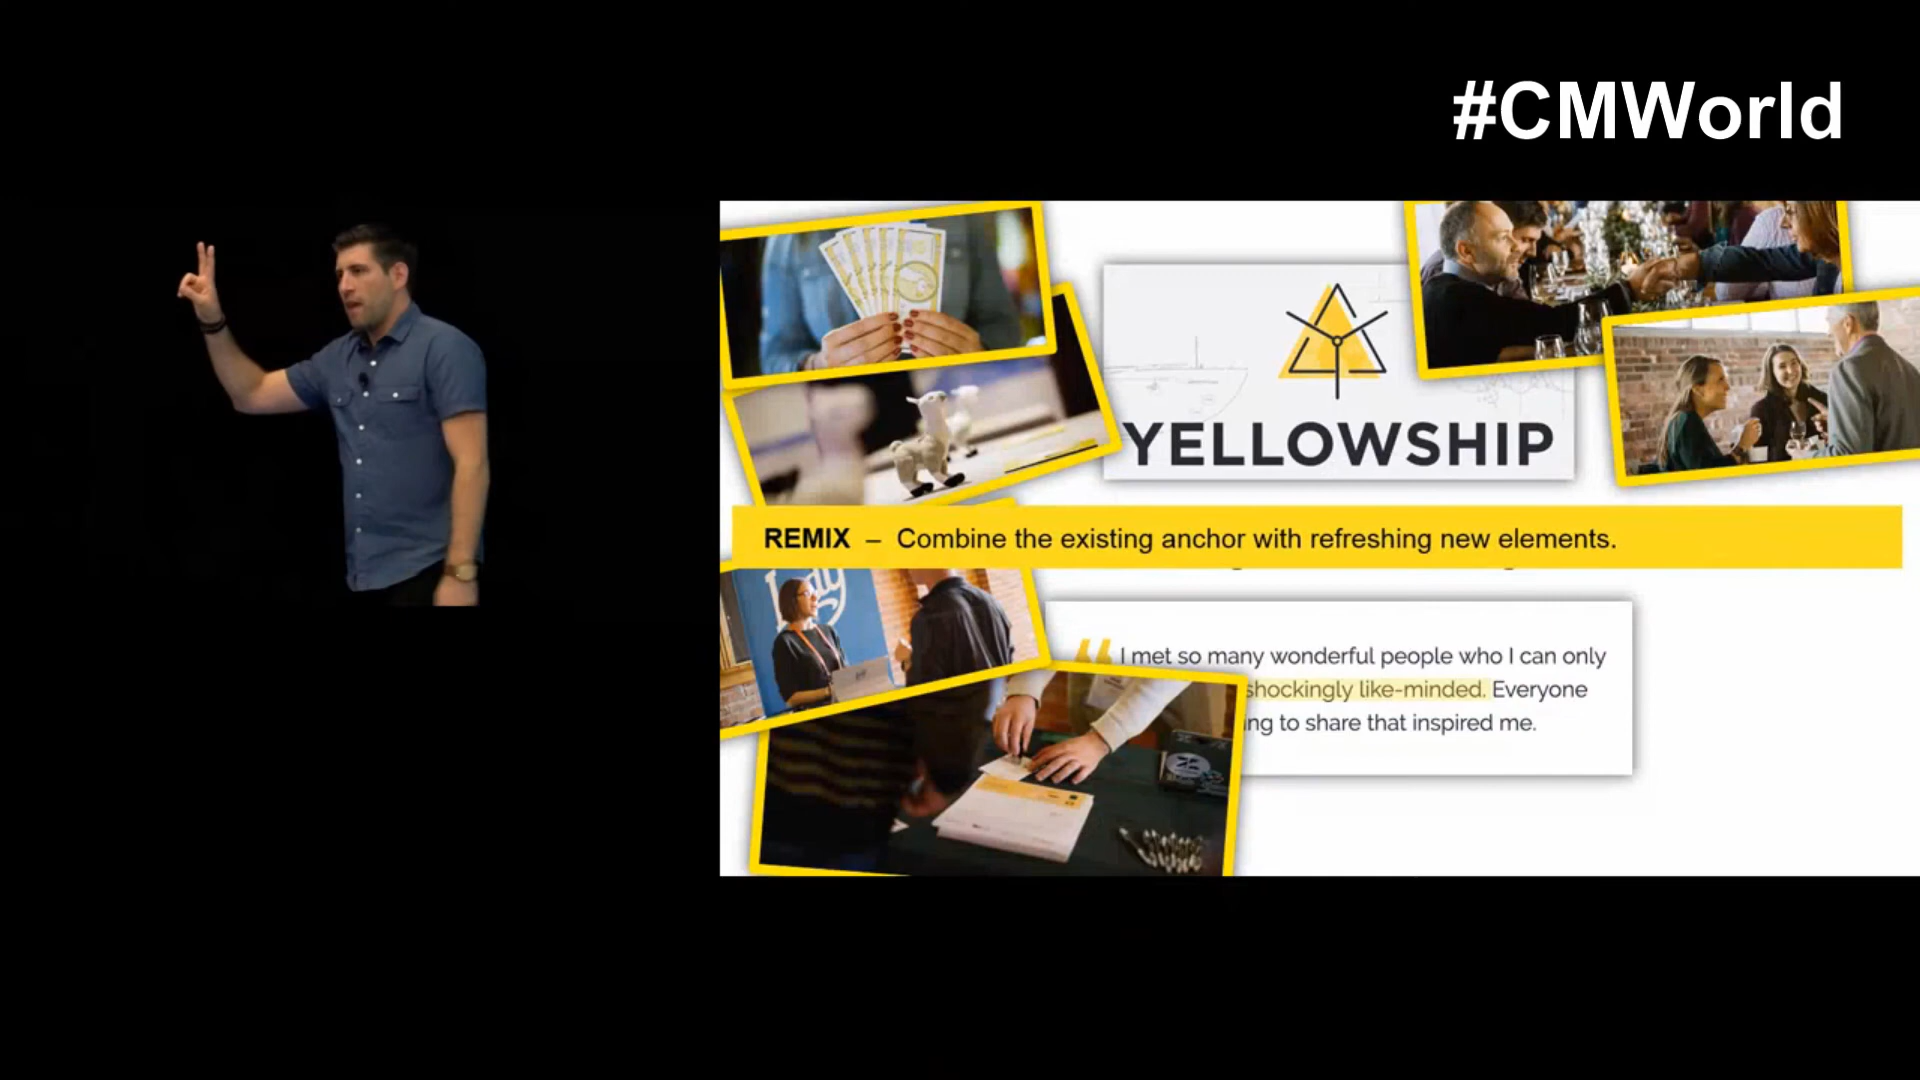 #CMWorld
YELLOWSHIP
REMIX – Combine the existing anchor with refreshing new elements.
“ I met so many wonderful people who I can only
shockingly like-minded. Everyone
to share that inspired me.